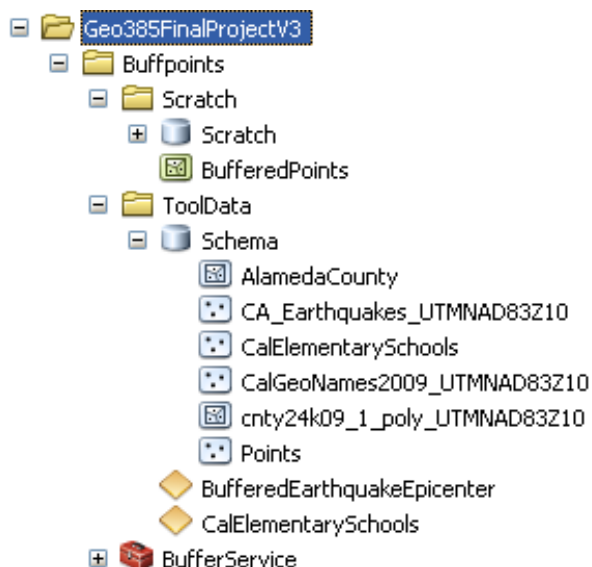 Geo385FinalProjectV3
Buffpoints
Scratch
Scratch
BufferedPoints
ToolData
Schema
AlamedaCounty
CA_Earthquakes_UTMNAD83Z10
CalElementarySchools
CalGeoNames2009_UTMNAD83Z10
cnty24k09_1_poly_UTMNAD83Z10
Points
BufferedEarthquakeEpicenter
CalElementarySchools
BufferService